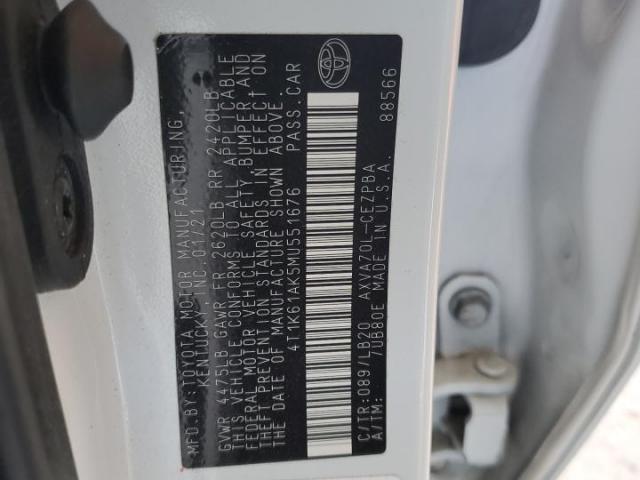 MFD.BY:TOYOTA MOTOR MANUFACTURING,
KENTUCKY, INC.01/21
GVWR 4475LB GAWR FR 2620LB RR 2420LB
THIS VEHICLE CONFORMS TO ALL APPLICABLE
FEDERAL MOTOR VEHICLE SAFETY, BUMPER, AND
THEFT PREVENTION STANDARDS IN EFFECT ON
THE DATE OF MANUFACTURE SHOWN ABOVE.
4T1K61AK5MU551676 PASS.CAR
C/TR:089/LB20 AXVA70L-CEZPBA
A/TM: 7UB80E MADE IN U.S.A. 88566